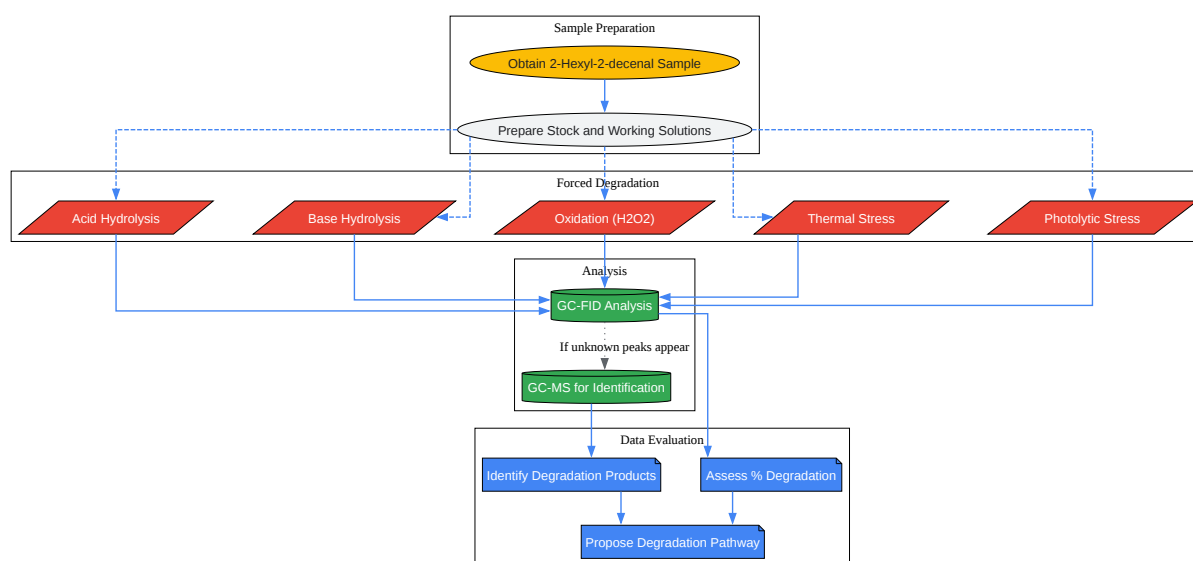 Sample Preparation
Obtain 2-Hexyl-2-decenal Sample
Prepare Stock and Working Solutions
Forced Degradation
Acid Hydrolysis
Base Hydrolysis
Oxidation (H2O2)
Thermal Stress
Photolytic Stress
Analysis
GC-FID Analysis
If unknown peaks appear
GC-MS for Identification
Data Evaluation
Identify Degradation Products
Assess % Degradation
Propose Degradation Pathway